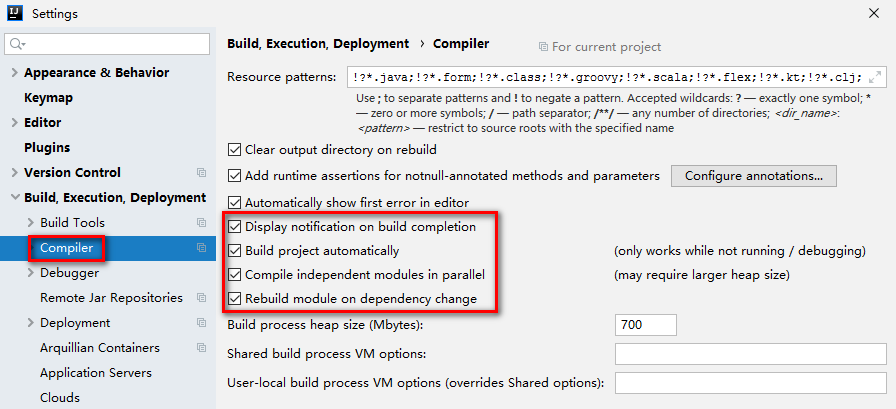 IJ
Settings
Appearance & Behavior
Keymap
Editor
Plugins
Version Control
Build, Execution, Deployment
Build Tools
Compiler
Debugger
Remote Jar Repositories
Deployment
Arquillian Containers
Application Servers
Clouds
Build, Execution, Deployment › Compiler
For current project
Resource patterns: !?*.java;!?*.form;!?*.class;!?*.groovy;!?*.scala;!?*.flex;!?*.kt;!?*.clj;
Use ; to separate patterns and ! to negate a pattern. Accepted wildcards: ? — exactly one symbol; *
— zero or more symbols; / — path separator; /**/ — any number of directories; <dir_name>:
<pattern> — restrict to source roots with the specified name
Clear output directory on rebuild
Add runtime assertions for notnull-annotated methods and parameters Configure annotations...
Automatically show first error in editor
Display notification on build completion
Build project automatically (only works while not running / debugging)
Compile independent modules in parallel (may require larger heap size)
Rebuild module on dependency change
Build process heap size (Mbytes): 700
Shared build process VM options:
User-local build process VM options (overrides Shared options):